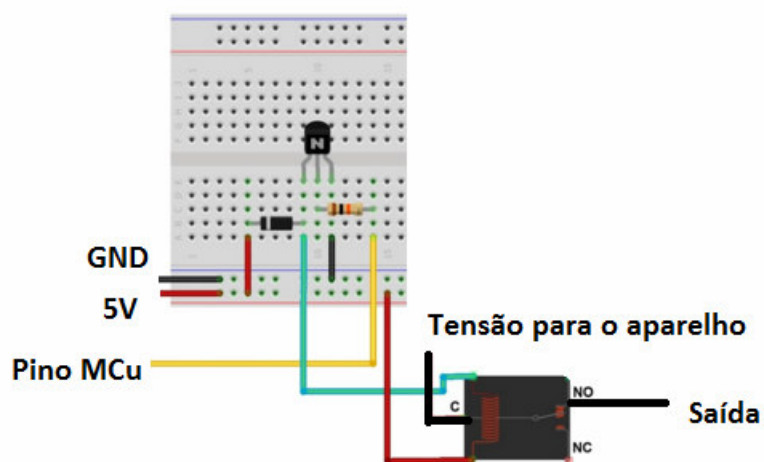 N
GND
5V
Pino MCu
Tensão para o aparelho
C
NO
Saída
NC